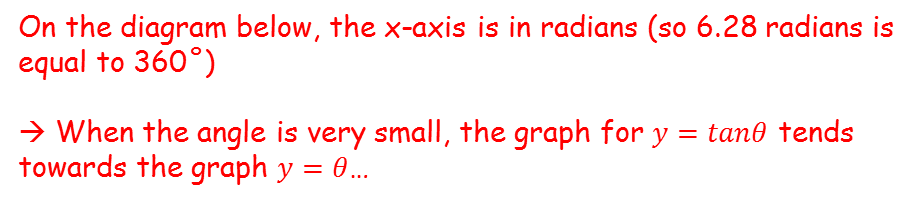 On the diagram below, the x-axis is in radians (so 6.28 radians is
equal to 360°)
→ When the angle is very small, the graph for y = tanθ tends
towards the graph y = θ…